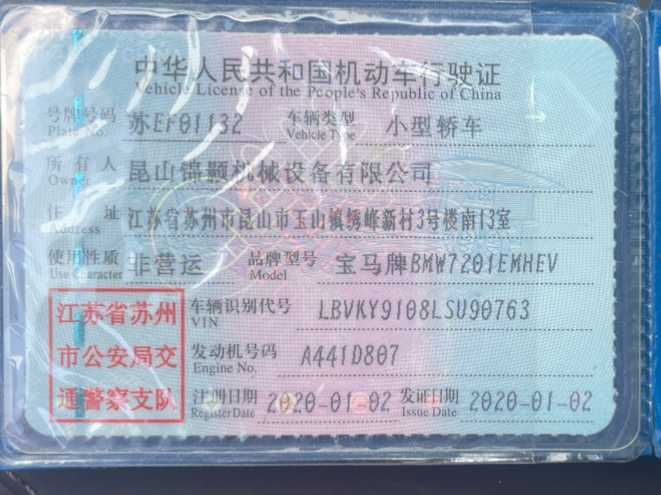 中华人民共和国机动车行驶证
Vehicle License of the People's Republic of China
号牌号码 Plate No. 苏EF01132 车辆类型 Vehicle Type 小型轿车
所有人 Owner 昆山锦颢机械设备有限公司
住址 Address 江苏省苏州市昆山市玉山镇锈峰新村3号楼南13室
使用性质 Use Character 非营运 品牌型号 Model 宝马牌BMW7201EMHEV
江苏省苏州
市公安局交
通警察支队
车辆识别代号 VIN LBVKY9108LSU90763
发动机号码 Engine No. A441D807
注册日期 Register Date 2020-01-02 发证日期 Issue Date 2020-01-02